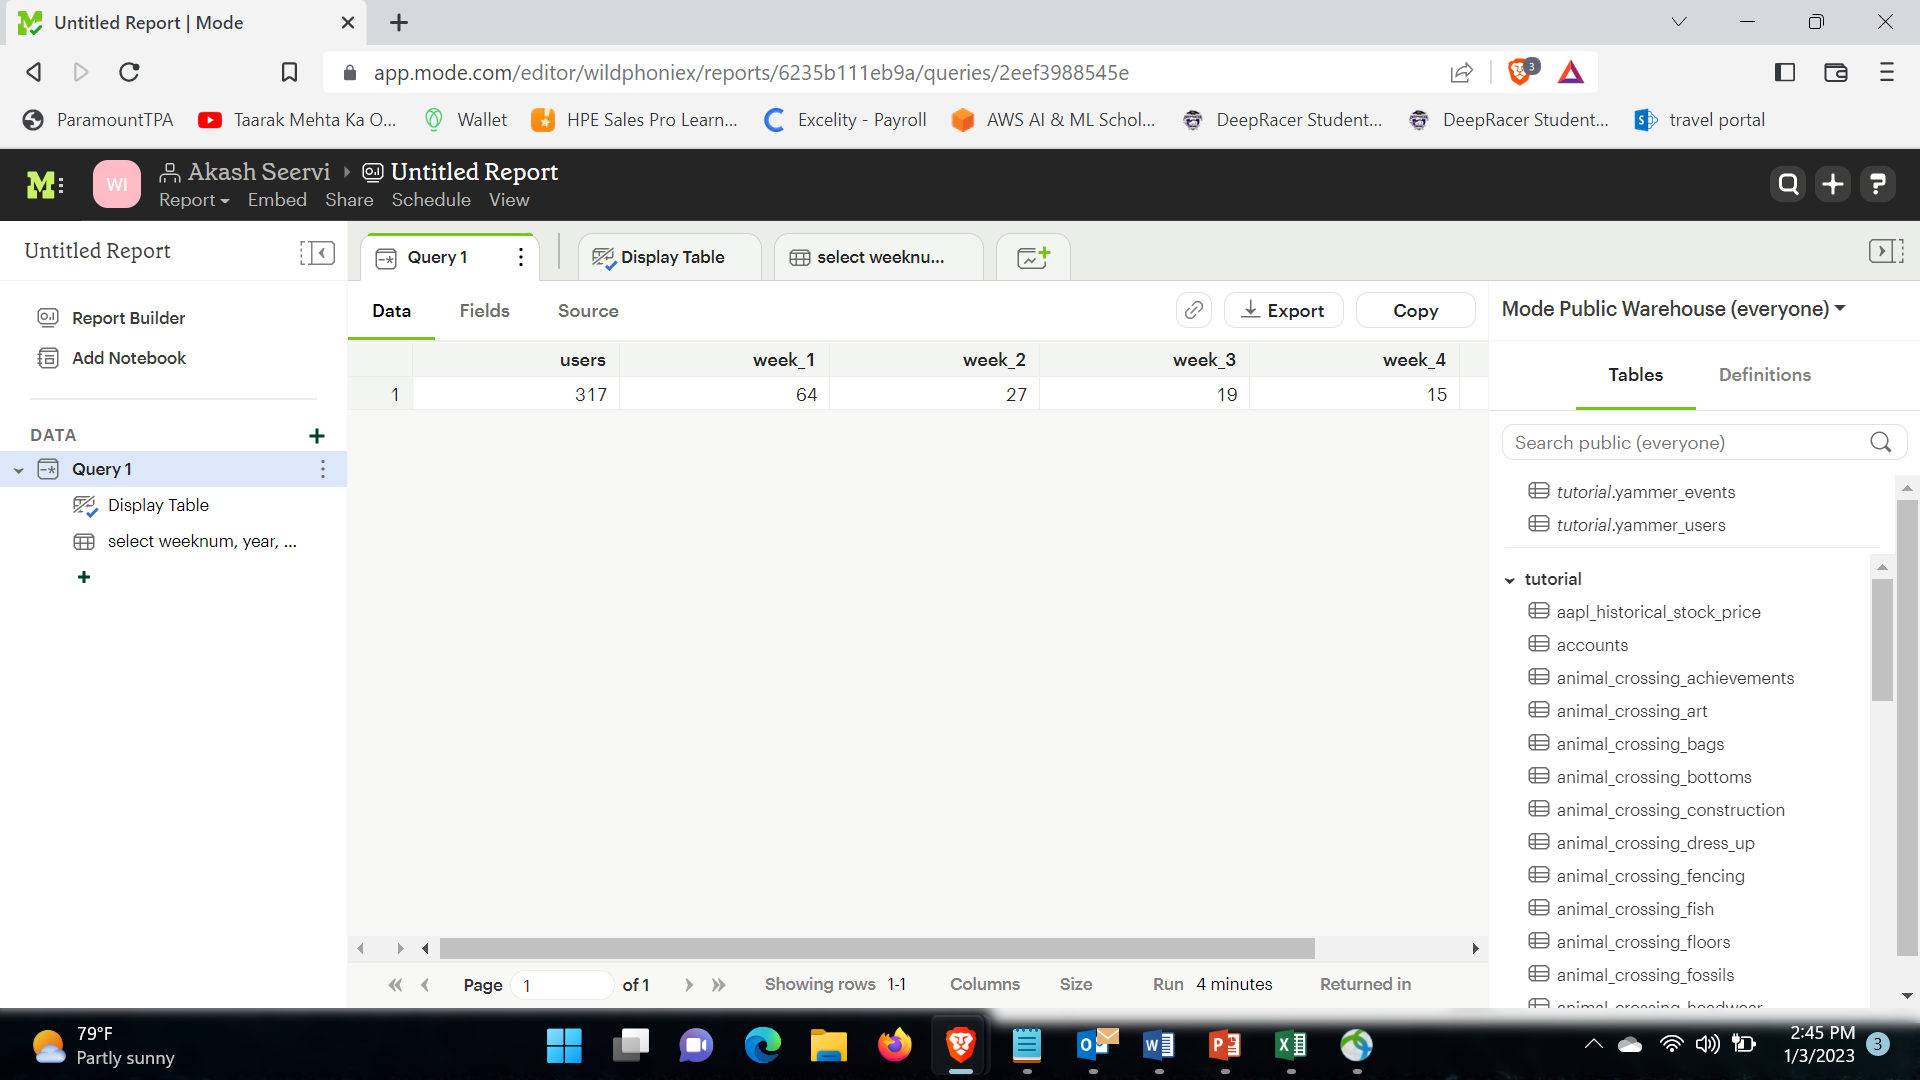 Untitled Report | Mode
app.mode.com/editor/wildphoniex/reports/6235b111eb9a/queries/2eef3988545e
3
ParamountTPA
Taarak Mehta Ka O...
Wallet
HPE Sales Pro Learn...
Excelity - Payroll
AWS AI & ML Schol...
DeepRacer Student...
DeepRacer Student...
travel portal
WI
Akash Seervi
Untitled Report
Report
Embed
Share
Schedule
View
Untitled Report
Report Builder
Add Notebook
DATA
Query 1
Display Table
select weeknum, year, ...
Query 1
Display Table
select weeknu...
Data
Fields
Source
Export
Copy
users week_1 week_2 week_3 week_4
1 317 64 27 19 15
Page 1 of 1
Showing rows 1-1
Columns
Size
Run 4 minutes
Returned in
Mode Public Warehouse (everyone)
Tables
Definitions
Search public (everyone)
tutorial.yammer_events
tutorial.yammer_users
tutorial
aapl_historical_stock_price
accounts
animal_crossing_achievements
animal_crossing_art
animal_crossing_bags
animal_crossing_bottoms
animal_crossing_construction
animal_crossing_dress_up
animal_crossing_fencing
animal_crossing_fish
animal_crossing_floors
animal_crossing_fossils
animal_crossing_headwear
79°F
Partly sunny
2:45 PM
1/3/2023
3